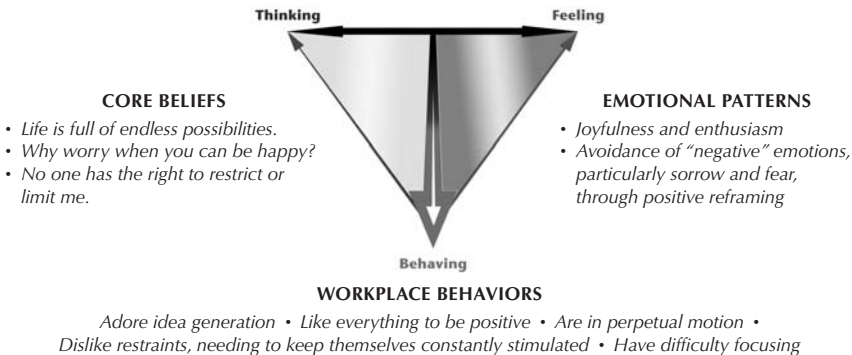 Thinking
Feeling
CORE BELIEFS
• Life is full of endless possibilities.
• Why worry when you can be happy?
• No one has the right to restrict or
limit me.
EMOTIONAL PATTERNS
• Joyfulness and enthusiasm
• Avoidance of “negative” emotions,
particularly sorrow and fear,
through positive reframing
Behaving
WORKPLACE BEHAVIORS
Adore idea generation • Like everything to be positive • Are in perpetual motion •
Dislike restraints, needing to keep themselves constantly stimulated • Have difficulty focusing